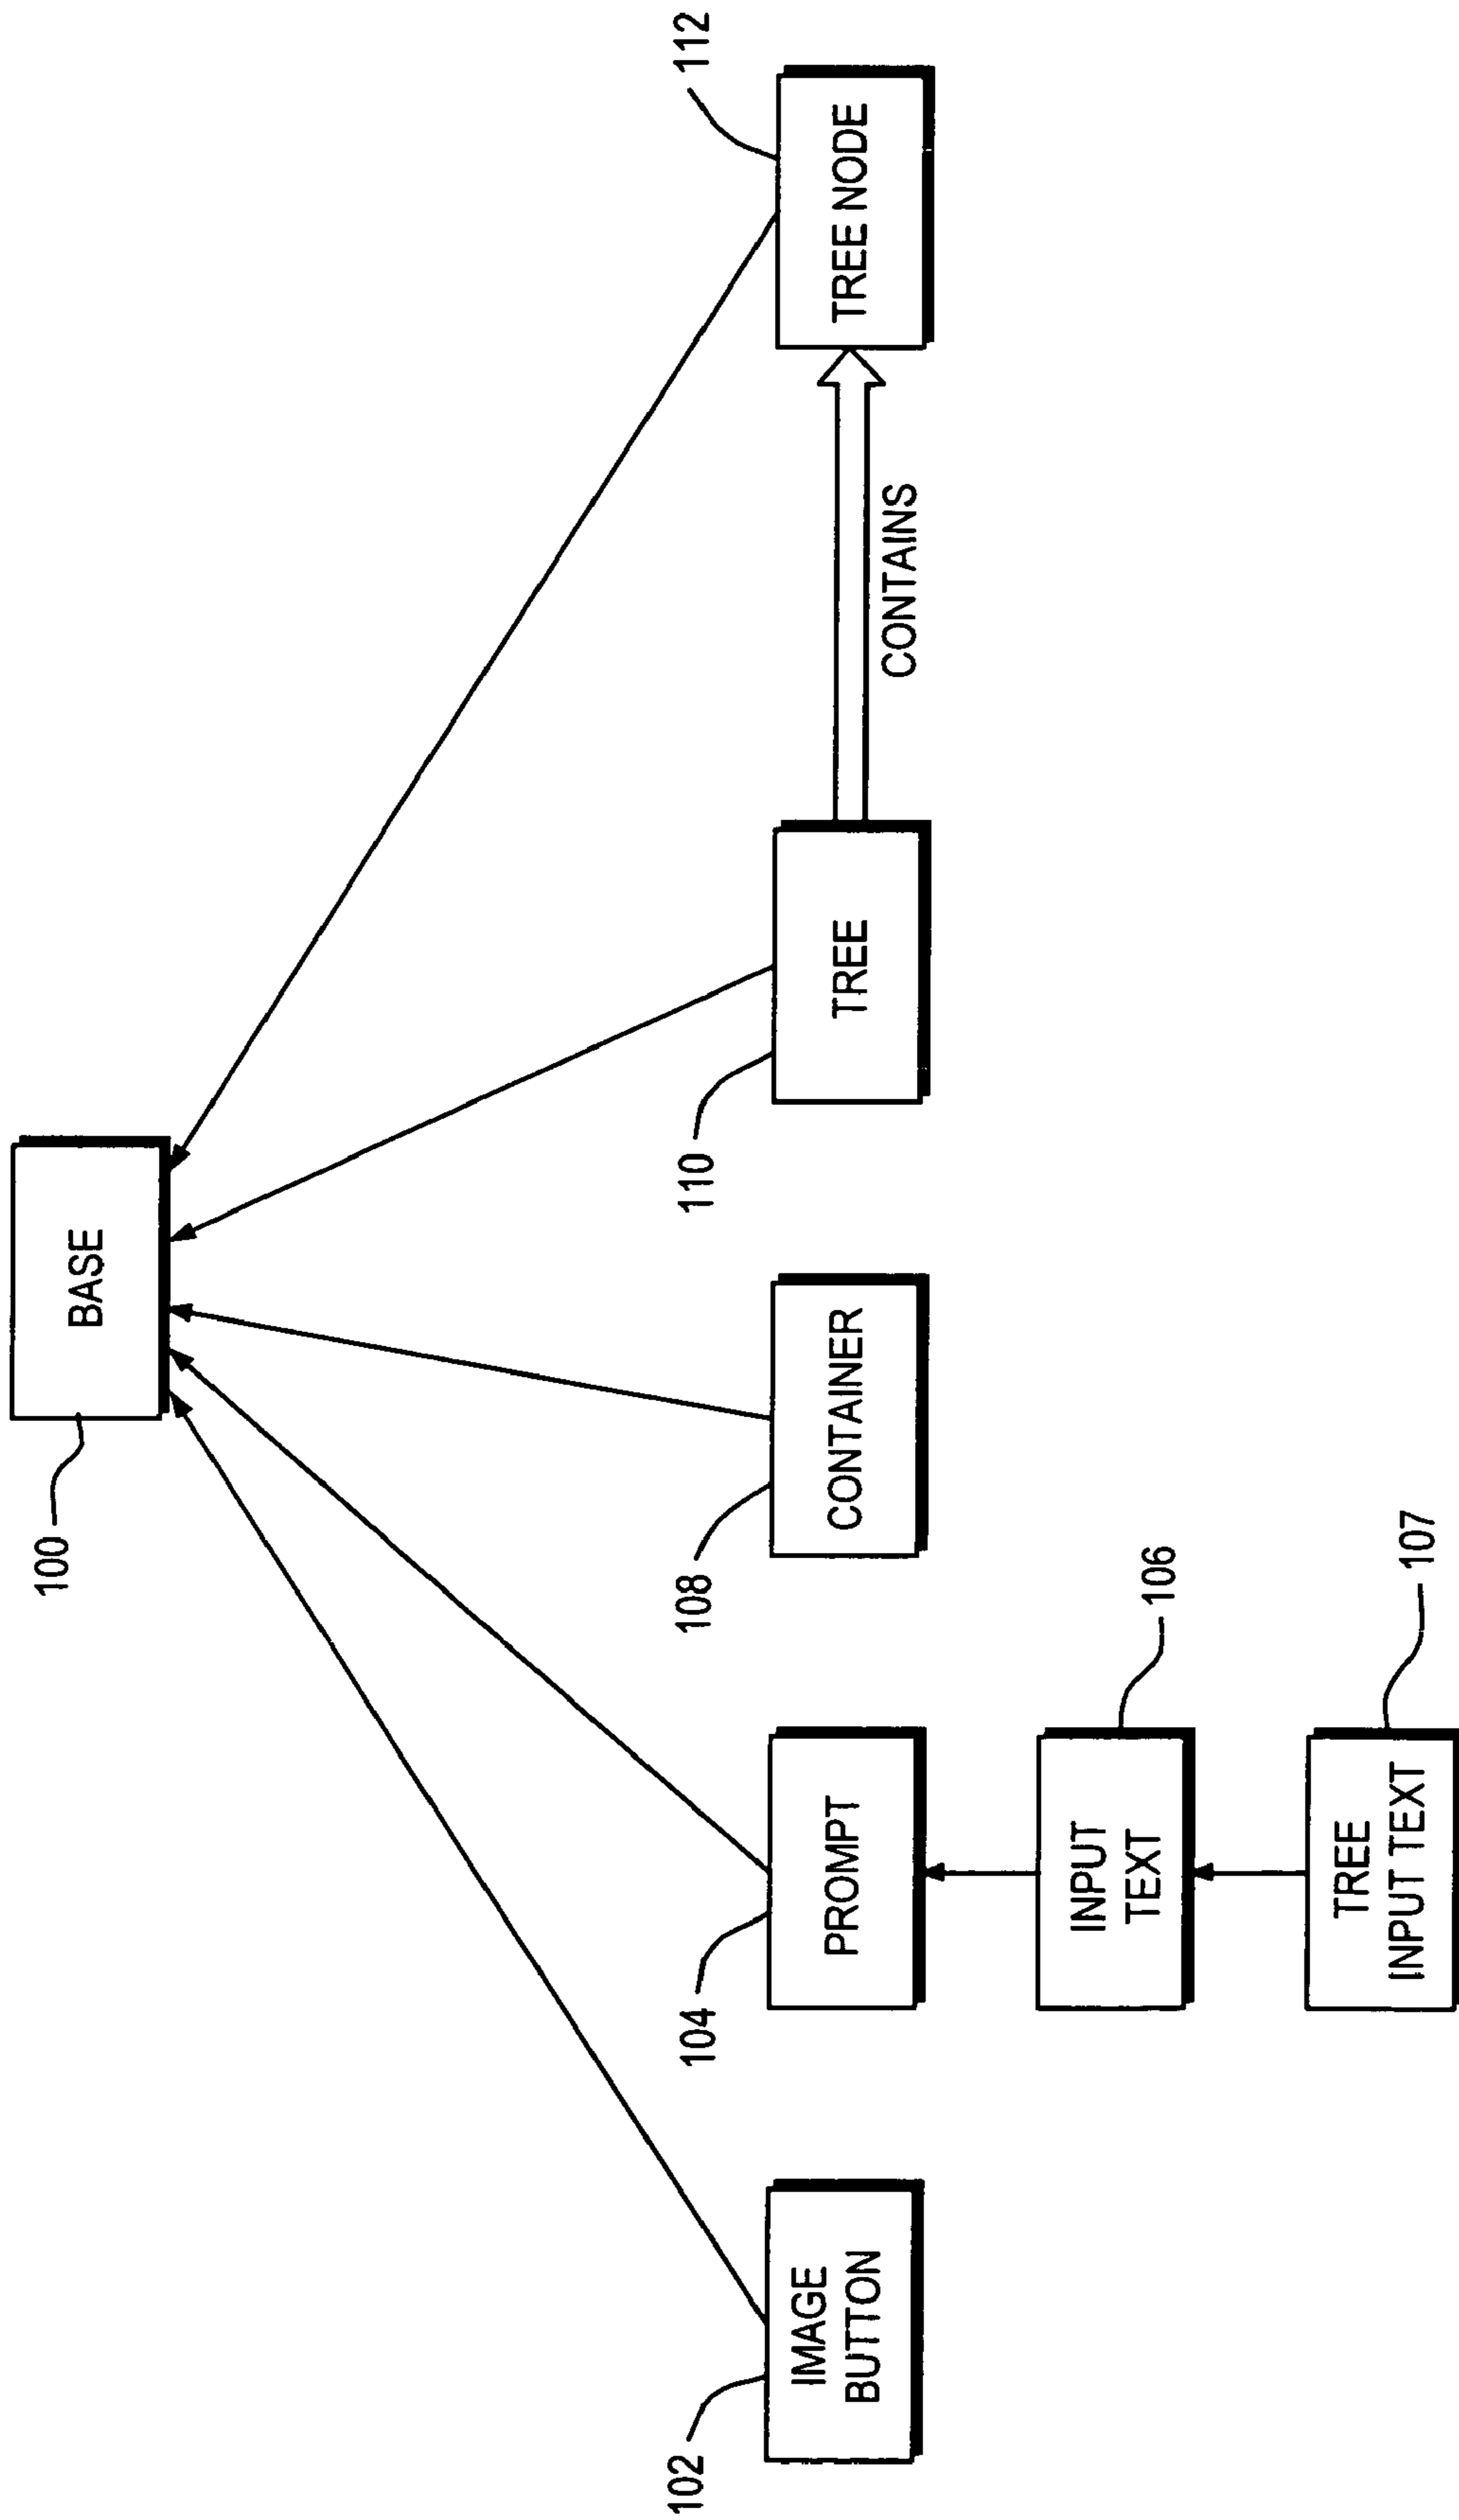 BASE
100
102
IMAGE
BUTTON
104
PROMPT
108
CONTAINER
110
TREE
CONTAINS
112
TREE NODE
INPUT
TEXT
106
TREE
INPUT TEXT
107